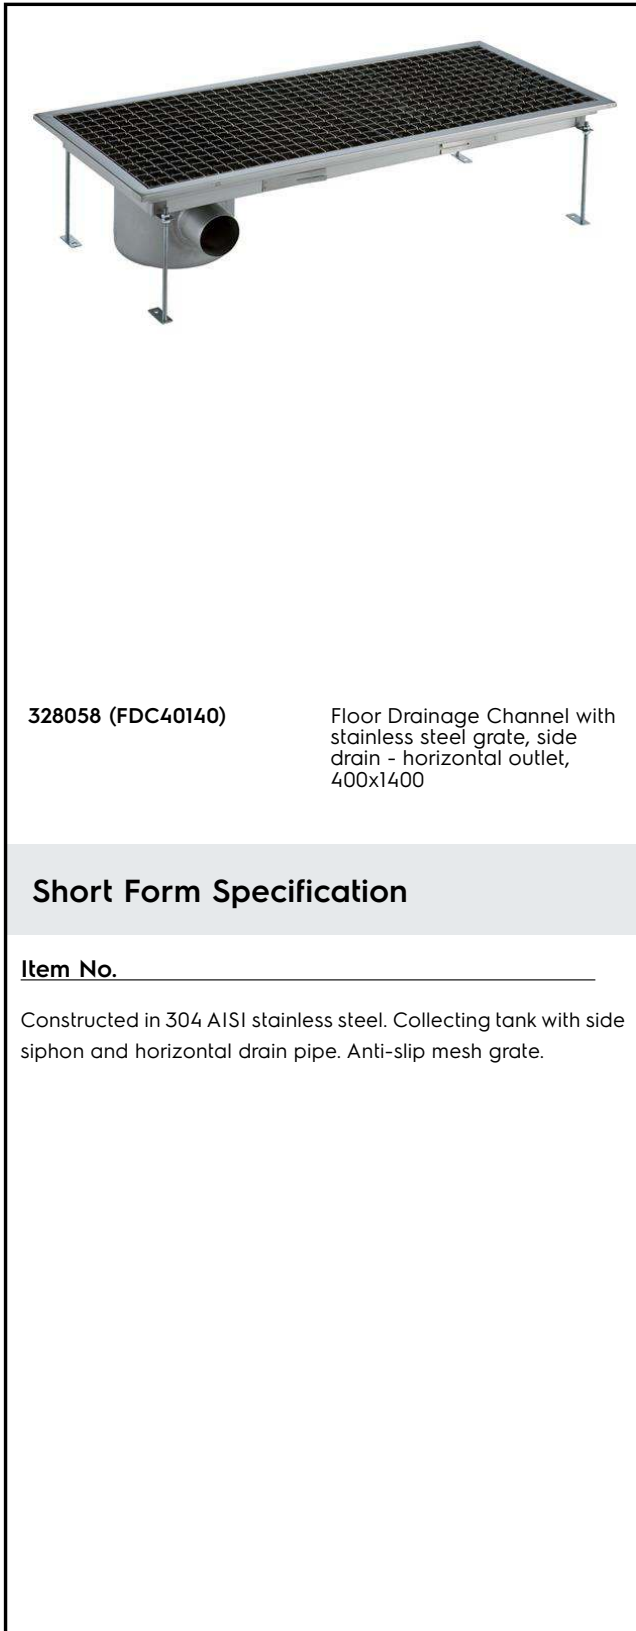 328058 (FDC40140)
Floor Drainage Channel with
stainless steel grate, side
drain - horizontal outlet,
400x1400
Short Form Specification
Item No.
Constructed in 304 AISI stainless steel. Collecting tank with side
siphon and horizontal drain pipe. Anti-slip mesh grate.